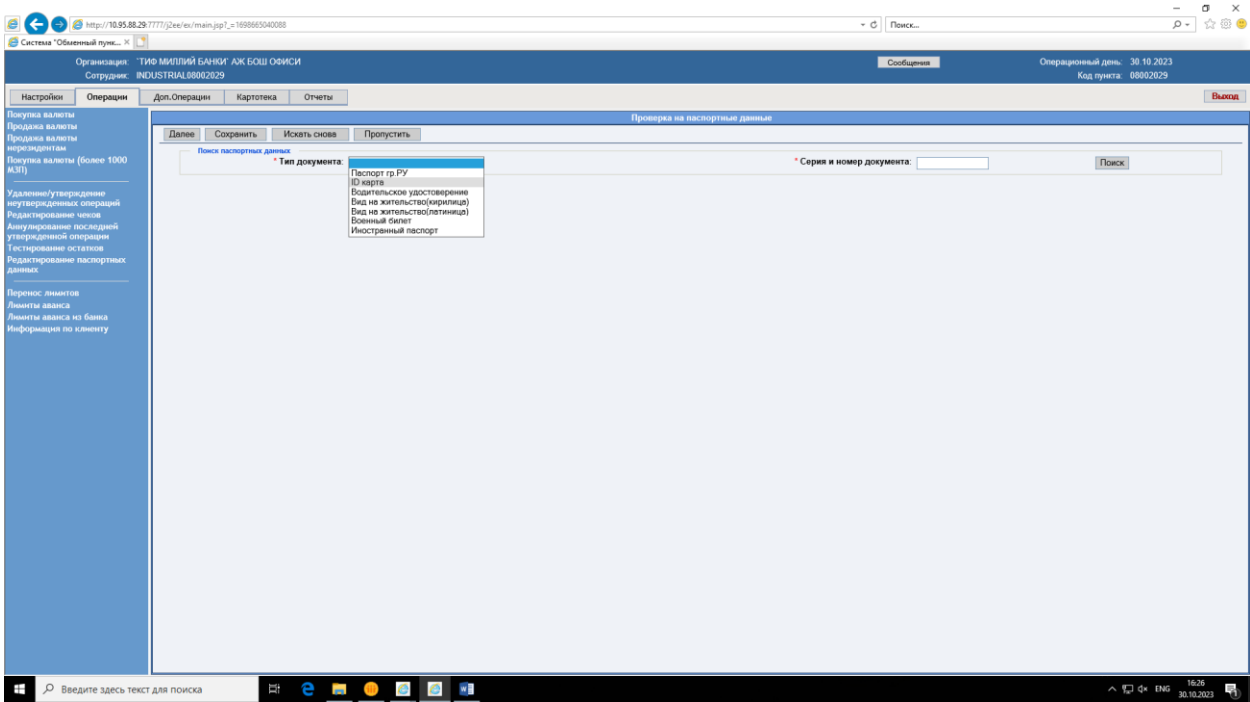 http://10.95.88.29:7777/j2ee/ex/main.jsp?_=1698665040088
Поиск...
Система "Обменный пунк...
Организация: "ТИФ МИЛЛИЙ БАНКИ" АЖ БОШ ОФИСИ
Сообщения
Операционный день: 30.10.2023
Сотрудник: INDUSTRIAL08002029
Код пункта: 08002029
Настройки Операции Доп.Операции Картотека Отчеты
Выход
Покупка валюты
Продажа валюты
Продажа валюты
нерезидентам
Покупка валюты (более 1000
МЗП)
Удаление/утверждение
неутвержденных операций
Редактирование чеков
Аннулирование последней
утвержденной операции
Тестирование остатков
Редактирование паспортных
данных
Перенос лимитов
Лимиты аванса
Лимиты аванса из банка
Информация по клиенту
Проверка на паспортные данные
Далее Сохранить Искать снова Пропустить
Поиск паспортных данных
* Тип документа:
* Серия и номер документа:
Поиск
Паспорт гр.РУ
ID карта
Водительское удостоверение
Вид на жительство(кирилица)
Вид на жительство(латиница)
Военный билет
Иностранный паспорт
Введите здесь текст для поиска
ENG
16:26
30.10.2023